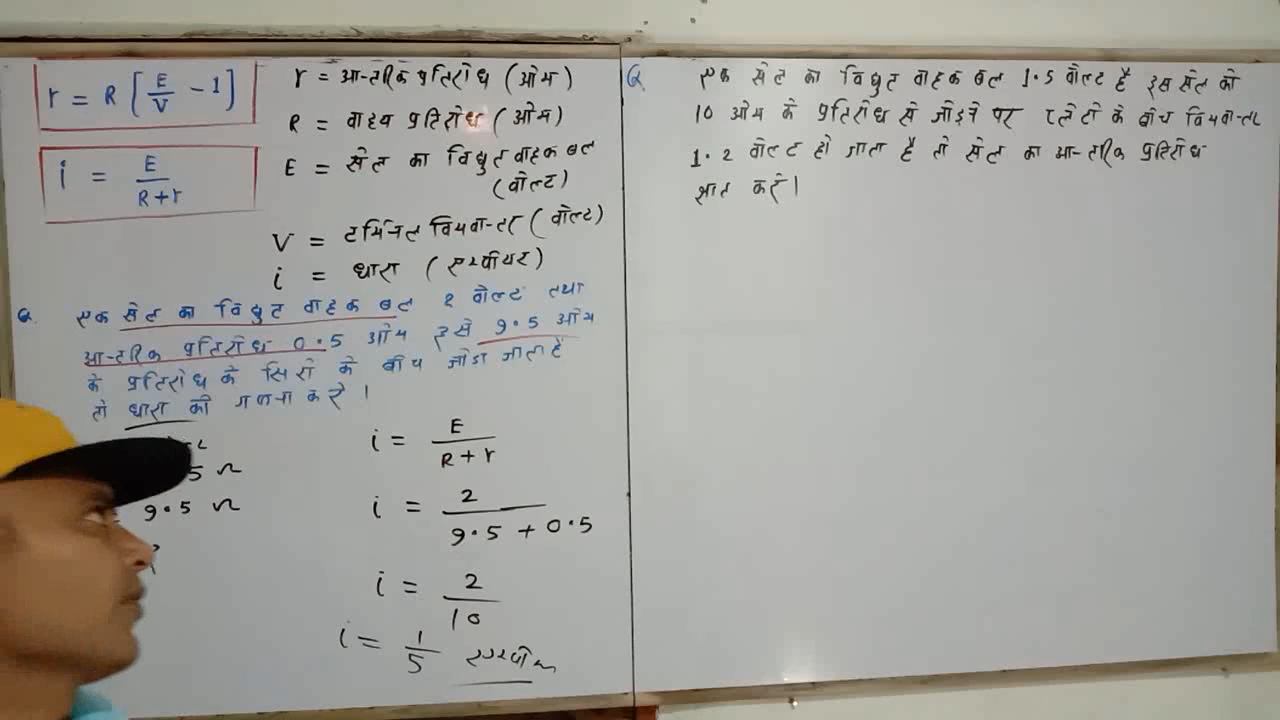 r = R [ E/V - 1 ]
i = E / R+r
r = आन्तरिक प्रतिरोध (ओम)
R = वाहय प्रतिरोध (ओम)
E = सेल का विधुत वाहक बल
(वोल्ट)
V = टर्मिनल विभवान्तर (वोल्ट)
i = धारा (एम्पीयर)
Q. एक सेल का विधुत वाहक बल 2 वोल्ट तथा
आन्तरिक प्रतिरोध 0.5 ओम इसे 9.5 ओम
के प्रतिरोध के सिरो के बीच जोडा जाता है
तो धारा की गणना करे ।
5 Ω
9.5 Ω
i = E / R+r
i = 2 / 9.5 + 0.5
i = 2 / 10
i = 1/5 एम्पीयर
Q. एक सेल का विधुत वाहक बल 1.5 वोल्ट है इस सेल को
10 ओम के प्रतिरोध से जोड़ने पर प्लेटो के बीच विभवान्तर
1.2 वोल्ट हो जाता है तो सेल का आन्तरिक प्रतिरोध
ज्ञात करे।